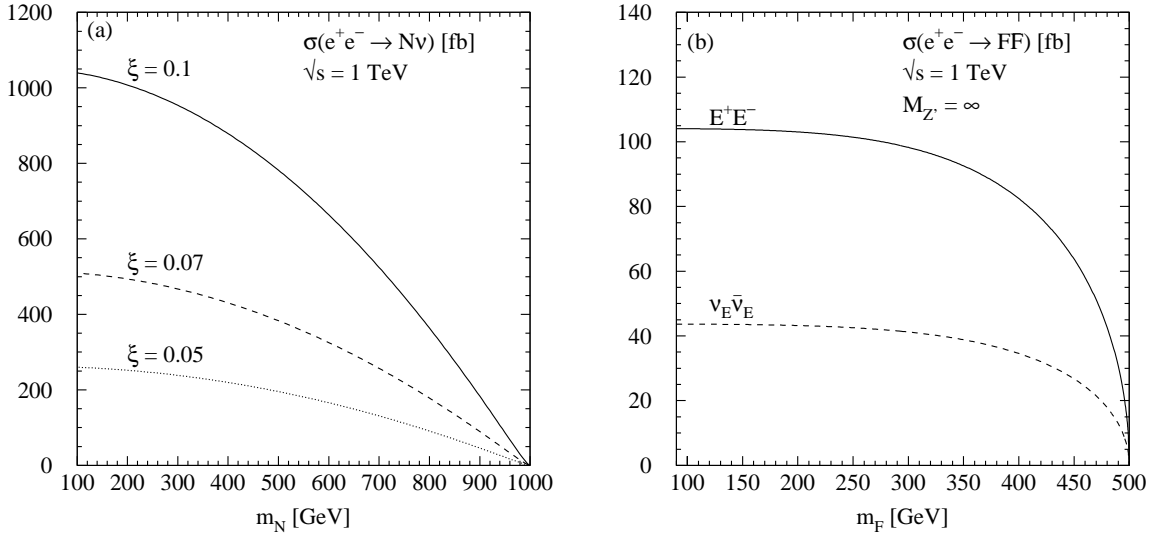 (a)
σ(e⁺e⁻ → Nν) [fb]
√s = 1 TeV
ξ = 0.1
ξ = 0.07
ξ = 0.05
1200
1000
800
600
400
200
0
100 200 300 400 500 600 700 800 900 1000
m_N [GeV]
(b)
σ(e⁺e⁻ → FF) [fb]
√s = 1 TeV
M_Z' = ∞
E⁺E⁻
ν_E ν̄_E
140
120
100
80
60
40
20
0
100 150 200 250 300 350 400 450 500
m_F [GeV]